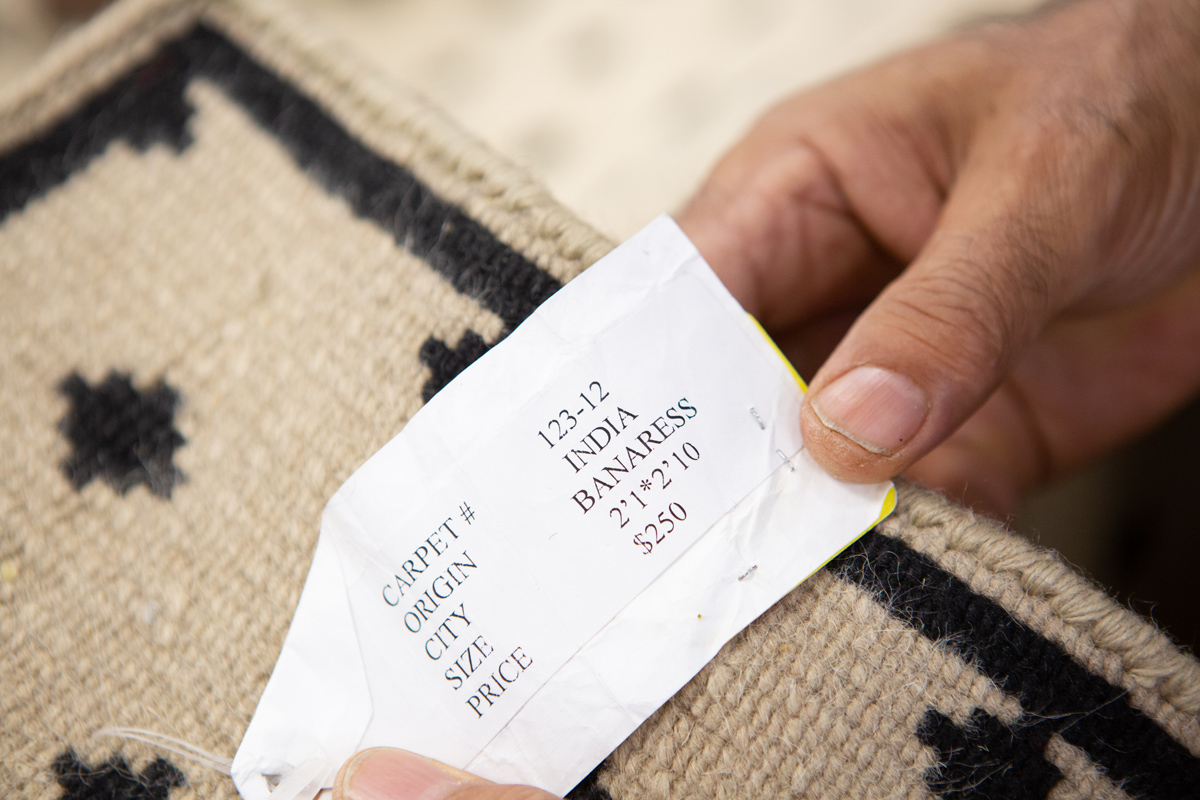 CARPET # 123-12
ORIGIN INDIA
CITY BANARESS
SIZE 2'1*2'10
PRICE $250